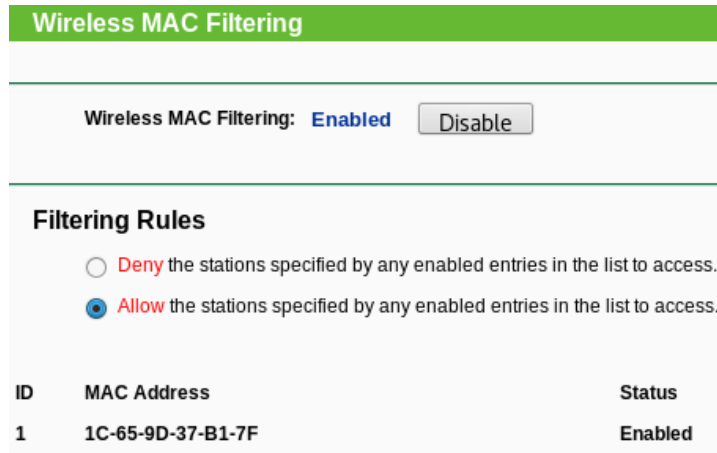 Wireless MAC Filtering
Wireless MAC Filtering: Enabled Disable
Filtering Rules
Deny the stations specified by any enabled entries in the list to access.
Allow the stations specified by any enabled entries in the list to access.
ID MAC Address Status
1 1C-65-9D-37-B1-7F Enabled